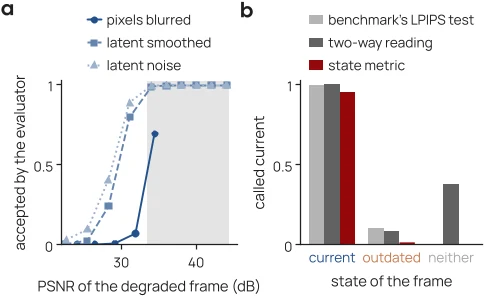 a
pixels blurred
latent smoothed
latent noise
accepted by the evaluator
1
0.5
0
30
40
PSNR of the degraded frame (dB)
b
benchmark's LPIPS test
two-way reading
state metric
called current
1
0.5
0
current
outdated
neither
state of the frame